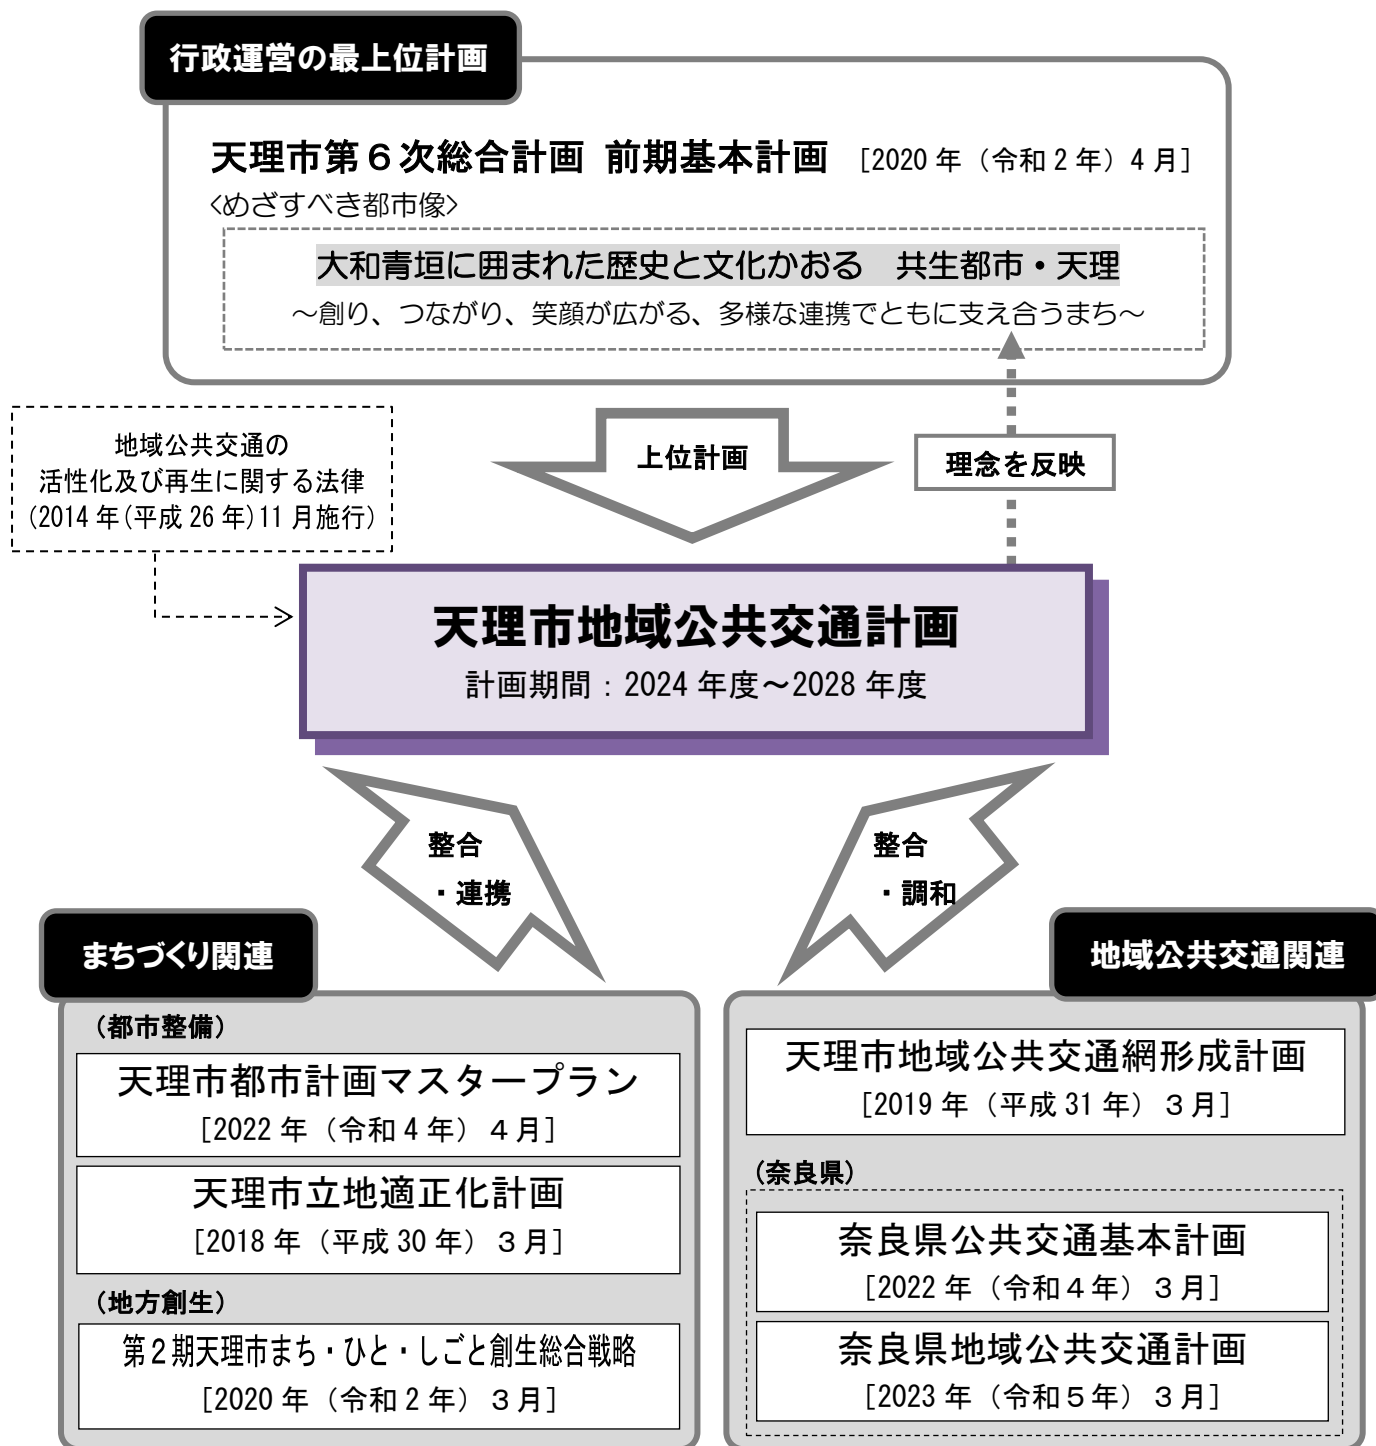 行政運営の最上位計画
天理市第６次総合計画 前期基本計画 [2020 年（令和 2 年）4 月]
<めざすべき都市像>
大和青垣に囲まれた歴史と文化かおる　共生都市・天理
～創り、つながり、笑顔が広がる、多様な連携でともに支え合うまち～
地域公共交通の
活性化及び再生に関する法律
(2014 年(平成 26 年)11 月施行)
上位計画
理念を反映
天理市地域公共交通計画
計画期間：2024 年度～2028 年度
整合
・連携
整合
・調和
まちづくり関連
（都市整備）
天理市都市計画マスタープラン
[2022 年（令和 4 年）４月]
天理市立地適正化計画
[2018 年（平成 30 年）３月]
（地方創生）
第２期天理市まち・ひと・しごと創生総合戦略
[2020 年（令和 2 年）３月]
地域公共交通関連
天理市地域公共交通網形成計画
[2019 年（平成 31 年）３月]
（奈良県）
奈良県公共交通基本計画
[2022 年（令和４年）３月]
奈良県地域公共交通計画
[2023 年（令和５年）３月]